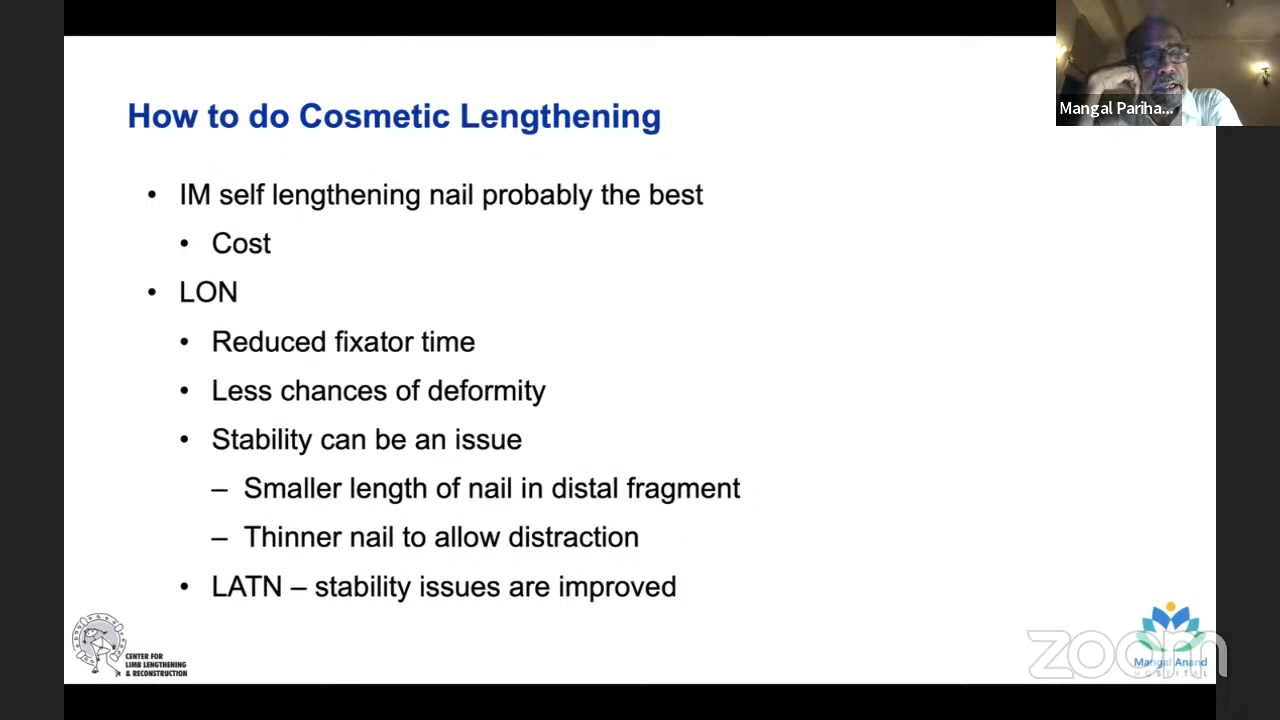 How to do Cosmetic Lengthening
Mangal Pariha...
• IM self lengthening nail probably the best
• Cost
• LON
• Reduced fixator time
• Less chances of deformity
• Stability can be an issue
– Smaller length of nail in distal fragment
– Thinner nail to allow distraction
• LATN – stability issues are improved
CENTER FOR
LIMB LENGTHENING
& RECONSTRUCTION
zoom
Mangal Anand
HOSPITAL